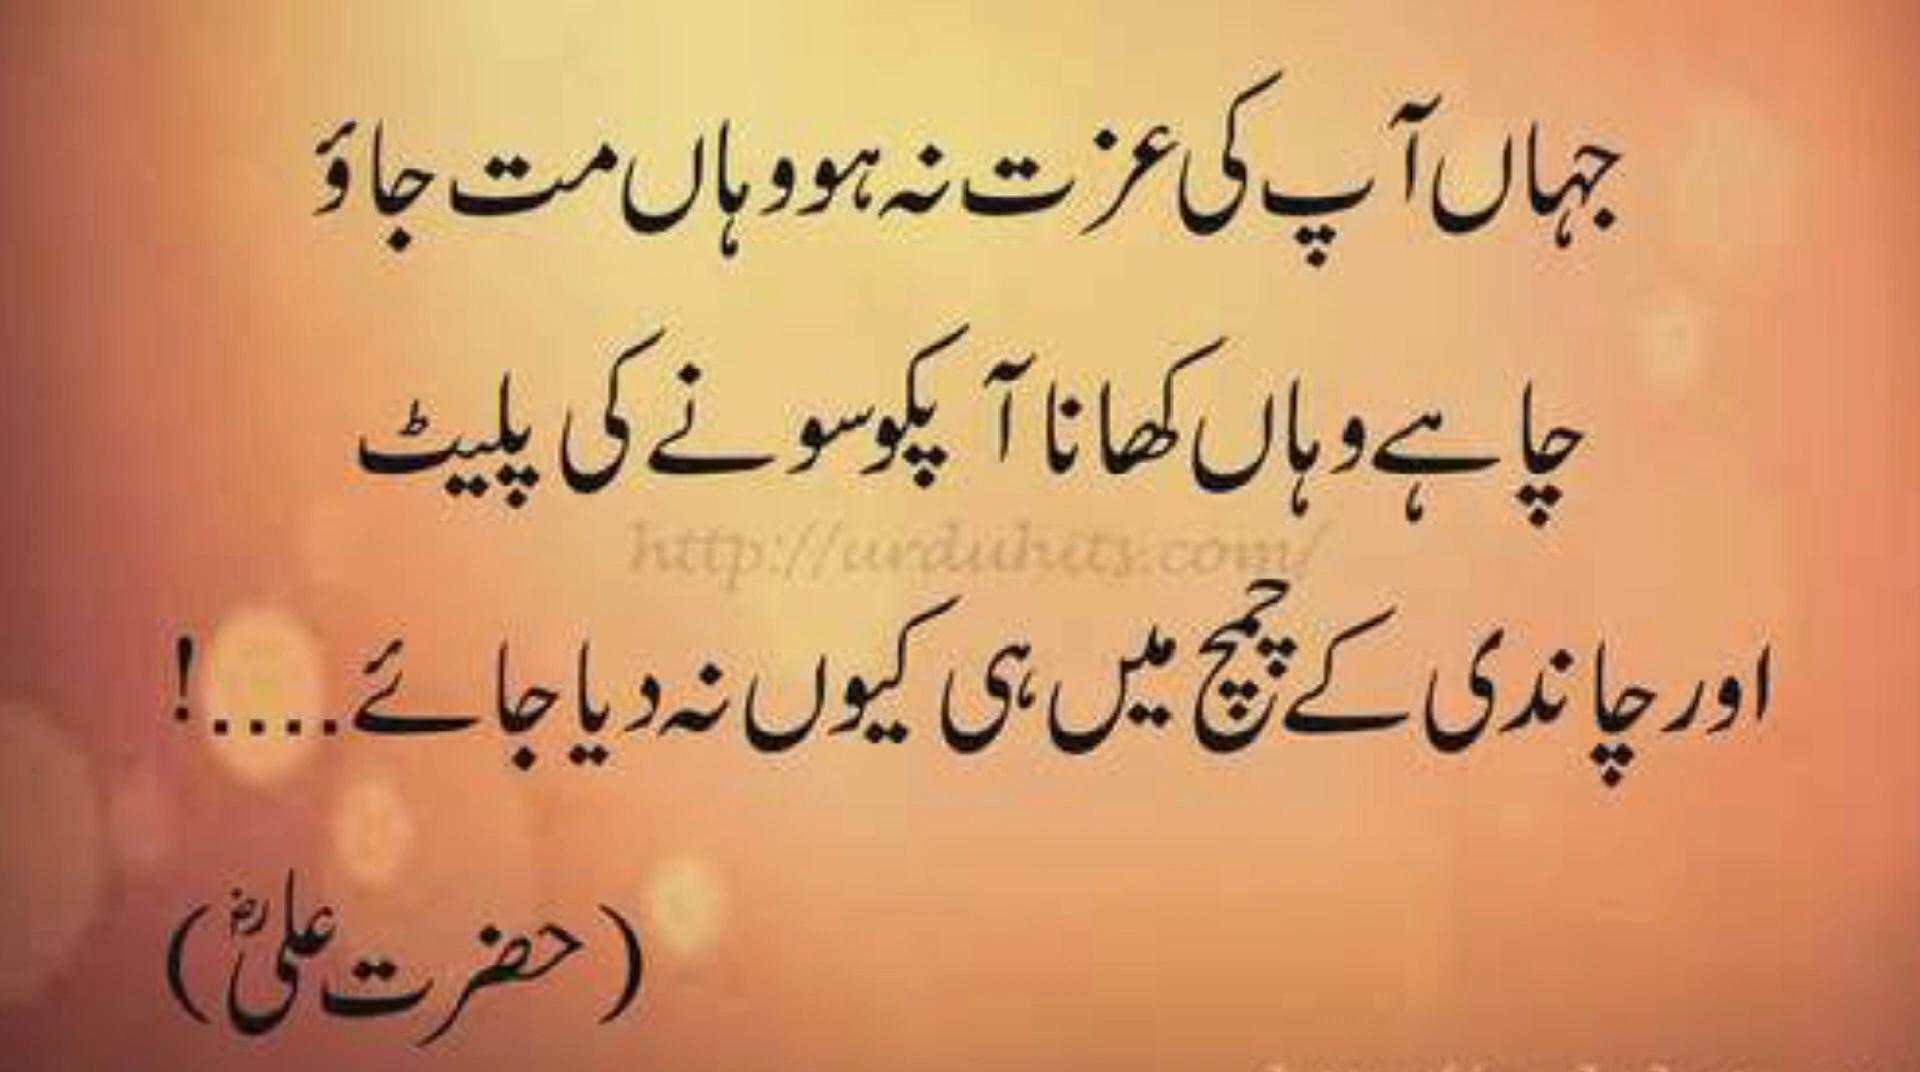 جہاں آپ کی عزت نہ ہو وہاں مت جاؤ
چاہے وہاں کھانا آپکو سونے کی پلیٹ
http://urduhits.com/
اور چاندی کے چمچ میں ہی کیوں نہ دیا جائے....!
(حضرت علیؓ)